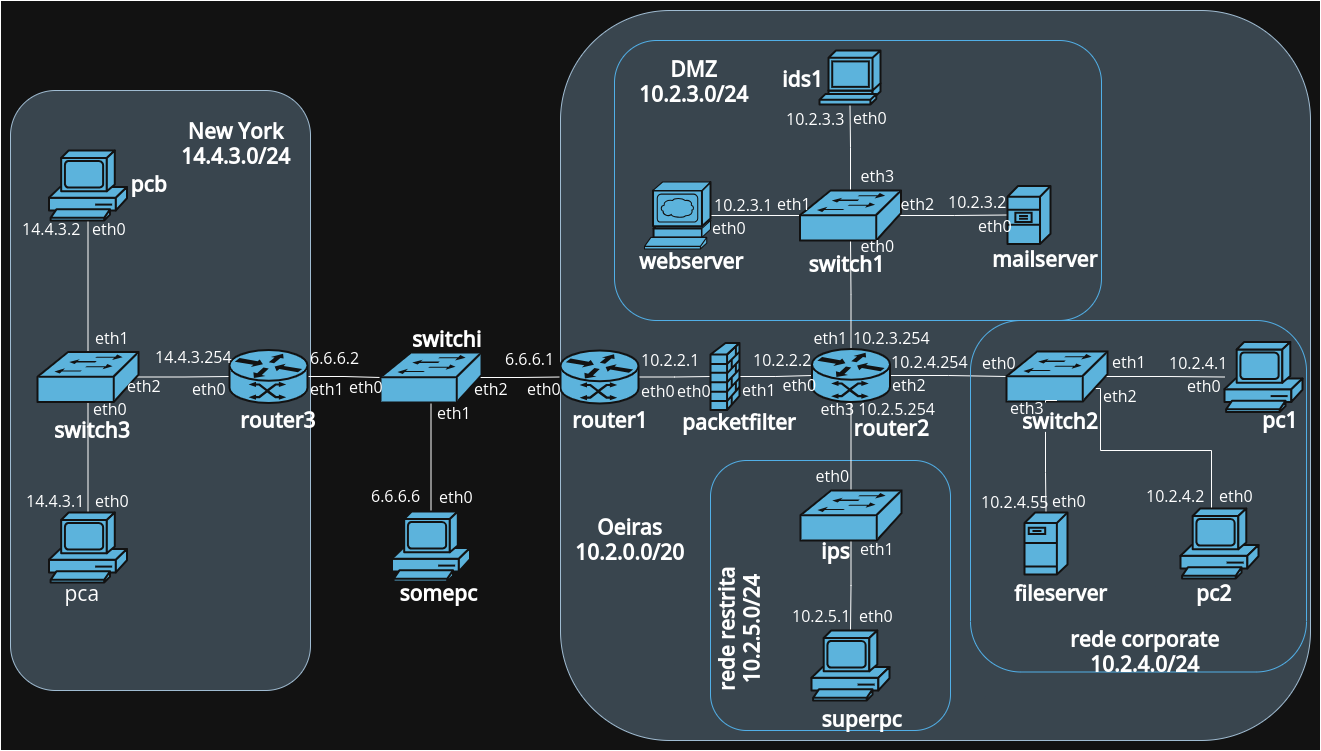 New York
14.4.3.0/24
pcb
14.4.3.2 eth0
eth1
14.4.3.254
eth2 eth0
eth0
switch3
14.4.3.1 eth0
pca
6.6.6.2
eth1
router3
switchi
eth0 eth2
eth1
6.6.6.6 eth0
somepc
6.6.6.1
eth0
router1
10.2.2.1
eth0 eth0
packetfilter
eth1
10.2.2.2
eth0
Oeiras
10.2.0.0/20
DMZ
10.2.3.0/24
ids1
10.2.3.3 eth0
eth3
10.2.3.1 eth1
eth0
webserver
eth2 10.2.3.2
eth0
mailserver
eth0
switch1
eth1 10.2.3.254
10.2.4.254
eth2
eth3 10.2.5.254
router2
eth0
ips
eth1
rede restrita
10.2.5.0/24
10.2.5.1 eth0
superpc
eth0 eth1
eth3 eth2
switch2
10.2.4.1
eth0
pc1
10.2.4.55 eth0
fileserver
10.2.4.2 eth0
pc2
rede corporate
10.2.4.0/24